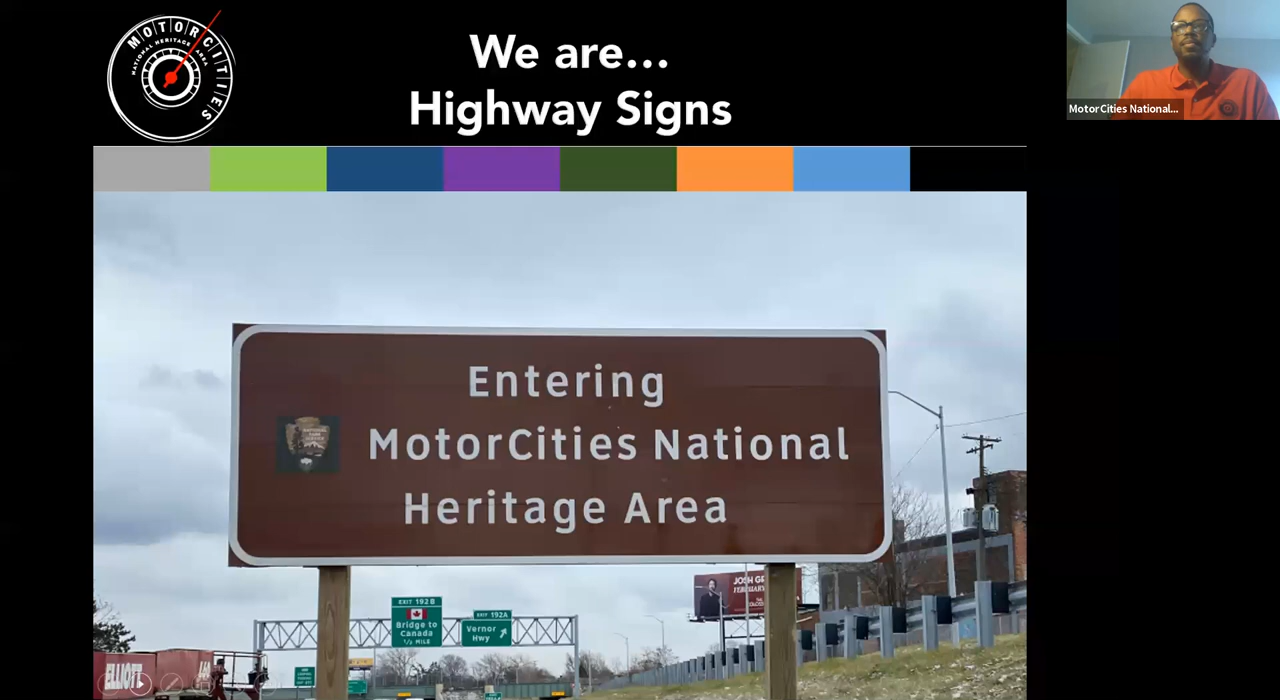 MOTORCITIES
NATIONAL HERITAGE AREA
We are...
Highway Signs
MotorCities National...
Entering
MotorCities National
Heritage Area
EXIT 192B
Bridge to
Canada
½ MILE
EXIT 192A
Vernor
Hwy
ELLIOTT